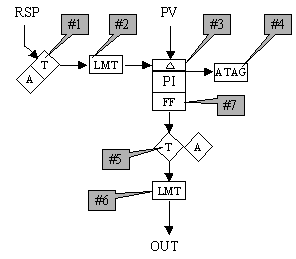 RSP
PV
#1
#2
#3
#4
T
A
LMT
△
ATAG
PI
FF
#7
#5
T
A
#6
LMT
OUT